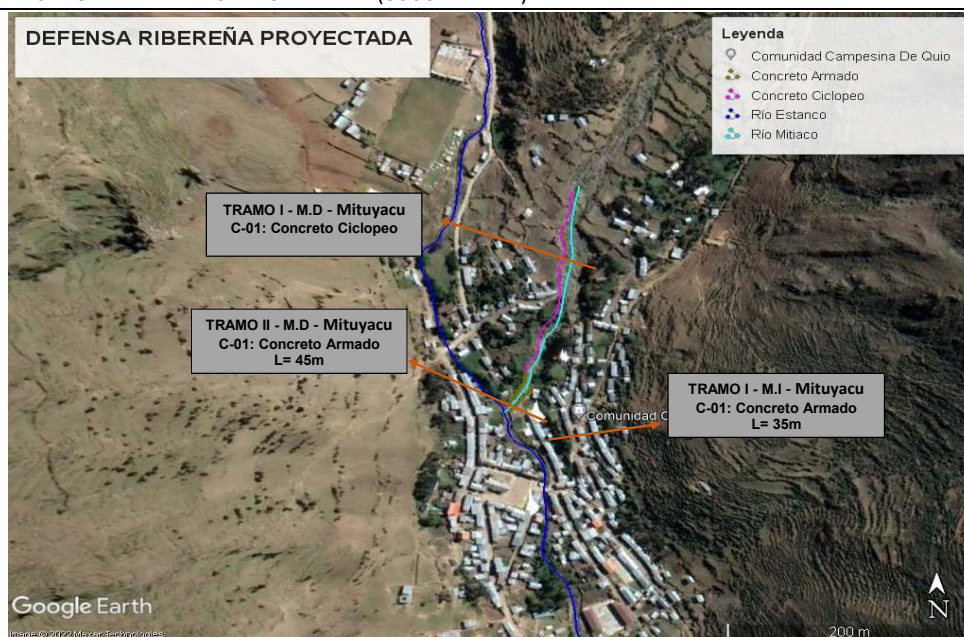 DEFENSA RIBEREÑA PROYECTADA
Leyenda
Comunidad Campesina De Quio
Concreto Armado
Concreto Ciclopeo
Río Estanco
Río Mitiaco
TRAMO I - M.D - Mituyacu
C-01: Concreto Ciclopeo
TRAMO II - M.D - Mituyacu
C-01: Concreto Armado
L= 45m
TRAMO I - M.I - Mituyacu
C-01: Concreto Armado
L= 35m
Comunidad C
Google Earth
Image © 2022 Maxar Technologies
200 m
N